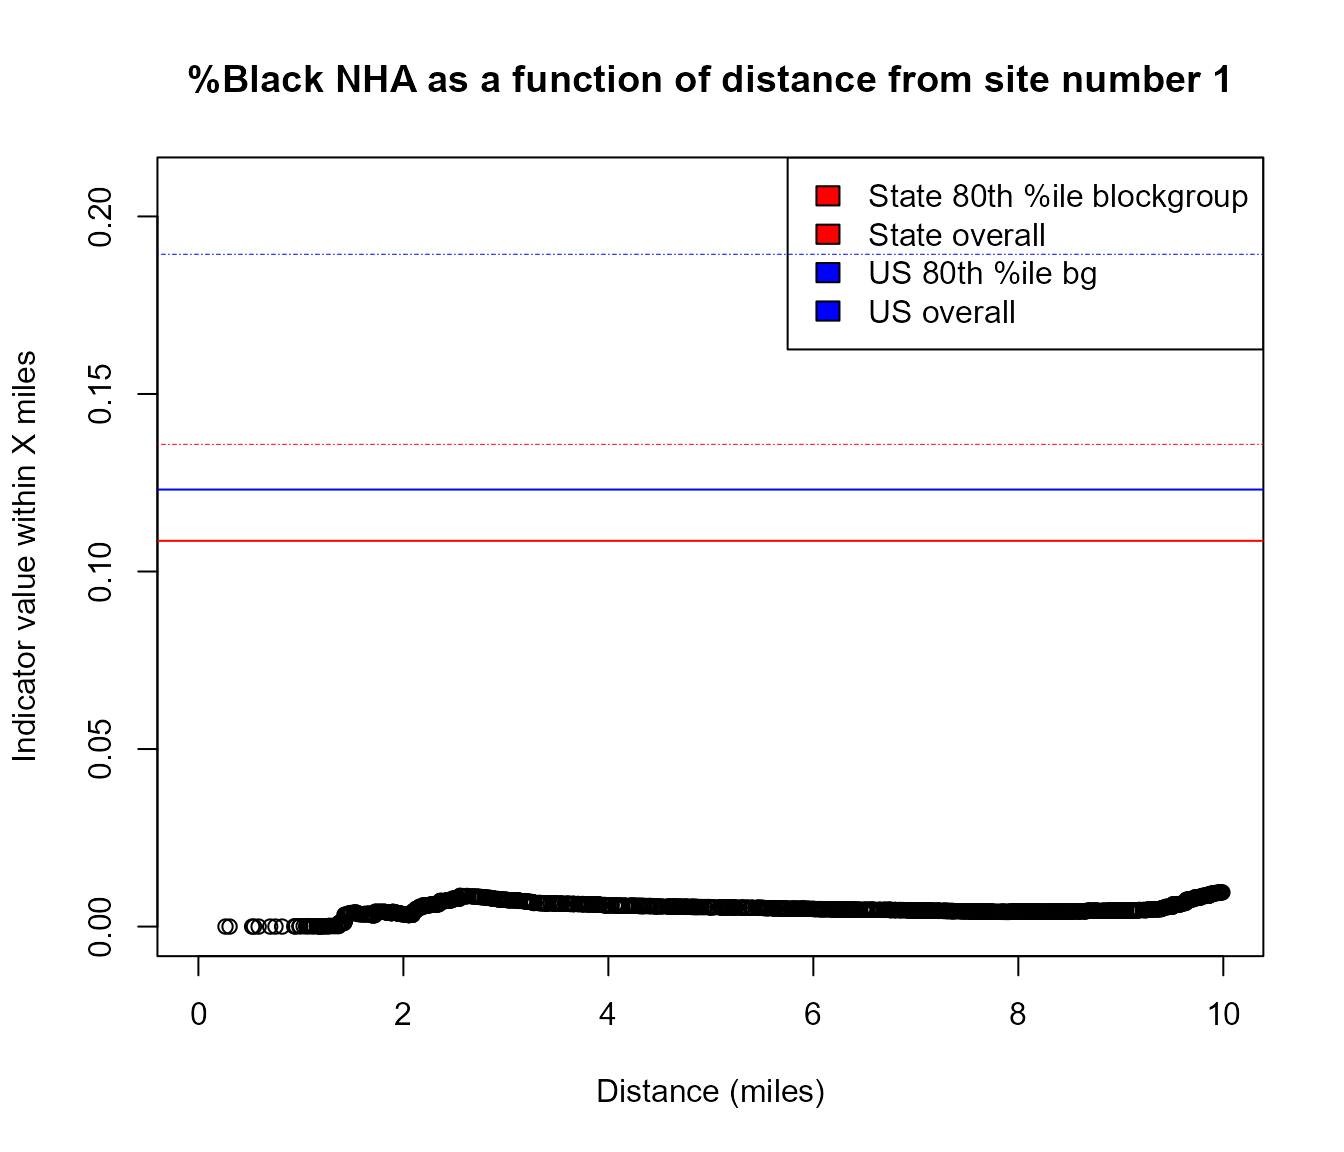 %Black NHA as a function of distance from site number 1
State 80th %ile blockgroup
State overall
US 80th %ile bg
US overall
Indicator value within X miles
0.20
0.15
0.10
0.05
0.00
0 2 4 6 8 10
Distance (miles)